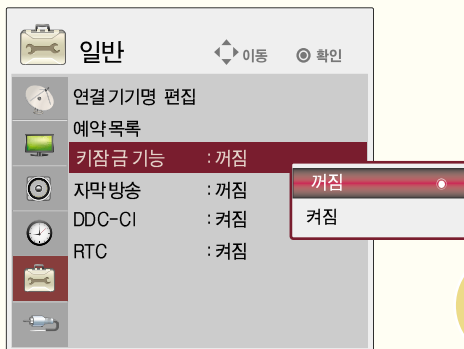 일반 이동 확인
연결 기기명 편집
예약 목록
키잠금 기능 : 꺼짐
자막 방송 : 꺼짐
DDC-CI : 켜짐
RTC : 켜짐
꺼짐
켜짐